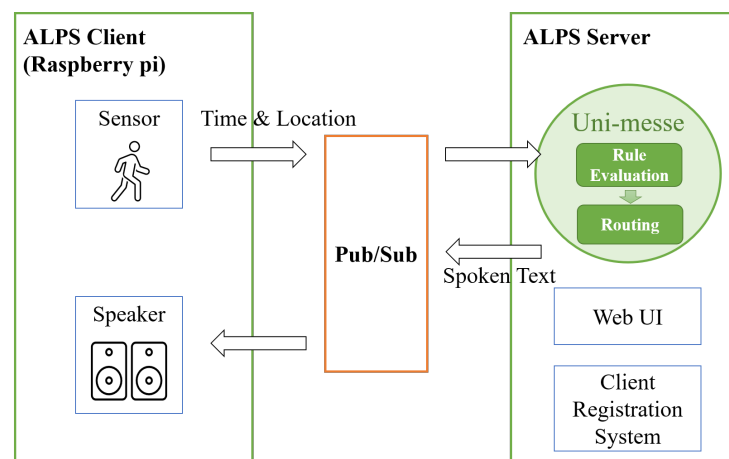 ALPS Client
(Raspberry pi)
Sensor
Time & Location
Speaker
Pub/Sub
Spoken Text
ALPS Server
Uni-messe
Rule
Evaluation
Routing
Web UI
Client
Registration
System